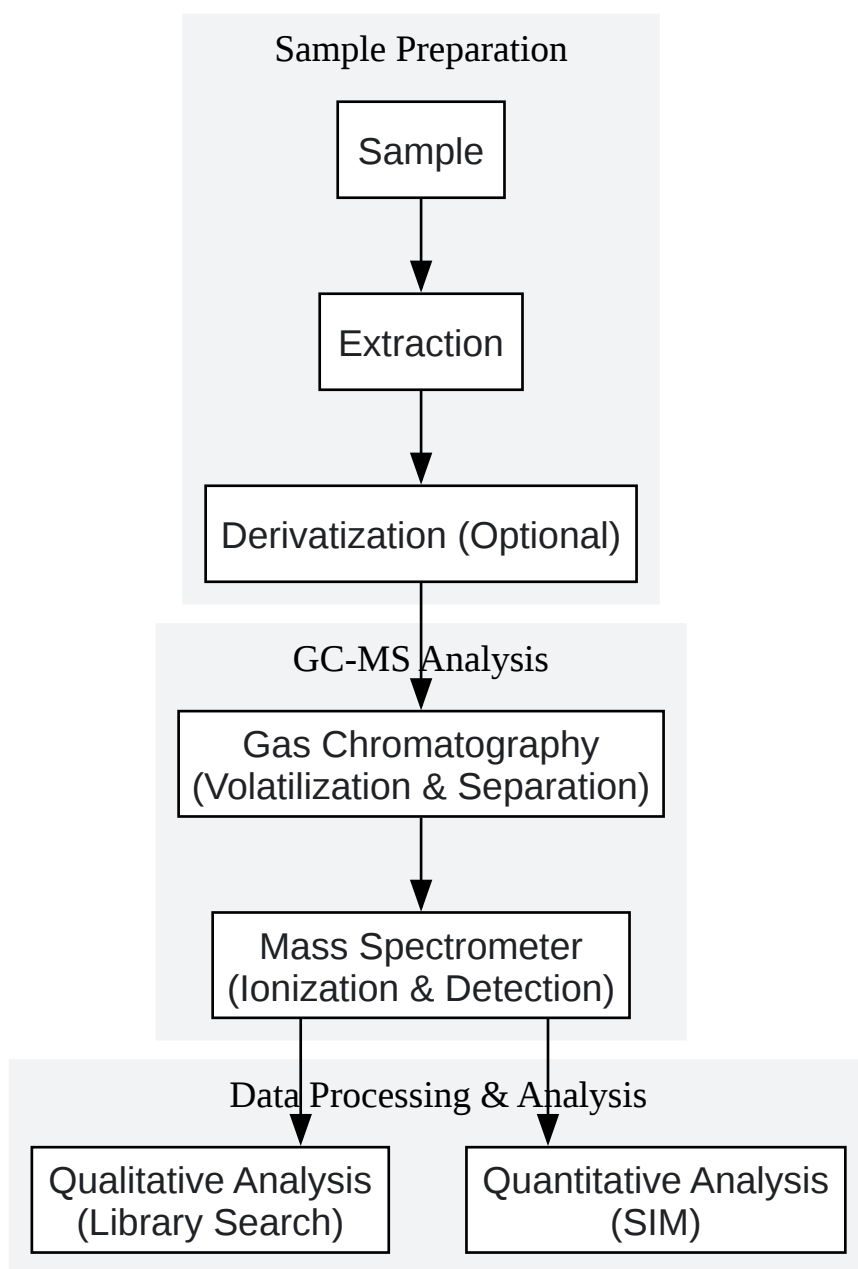 Sample Preparation
Sample
Extraction
Derivatization (Optional)
GC-MS Analysis
Gas Chromatography
(Volatilization & Separation)
Mass Spectrometer
(Ionization & Detection)
Data Processing & Analysis
Qualitative Analysis
(Library Search)
Quantitative Analysis
(SIM)